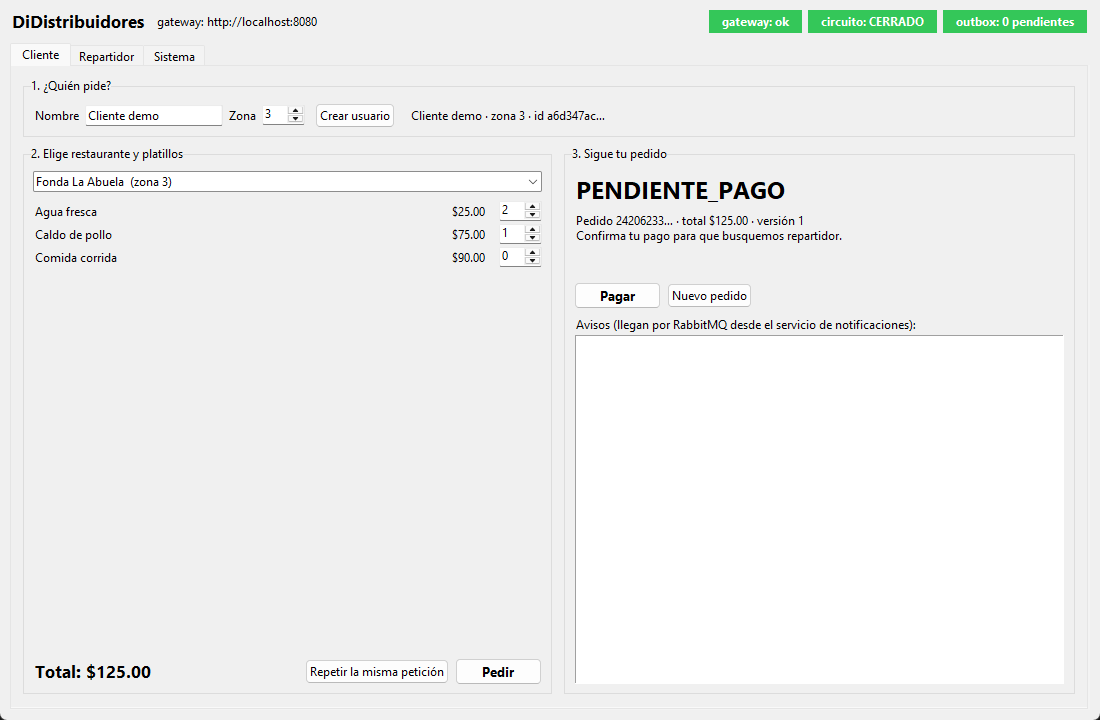 DiDistribuidores gateway: http://localhost:8080 gateway: ok circuito: CERRADO outbox: 0 pendientes
Cliente Repartidor Sistema
1. ¿Quién pide?
Nombre Cliente demo Zona 3 Crear usuario Cliente demo · zona 3 · id a6d347ac...
2. Elige restaurante y platillos
Fonda La Abuela (zona 3)
Agua fresca $25.00 2
Caldo de pollo $75.00 1
Comida corrida $90.00 0
Total: $125.00 Repetir la misma petición Pedir
3. Sigue tu pedido
PENDIENTE_PAGO
Pedido 24206233... · total $125.00 · versión 1
Confirma tu pago para que busquemos repartidor.
Pagar Nuevo pedido
Avisos (llegan por RabbitMQ desde el servicio de notificaciones):